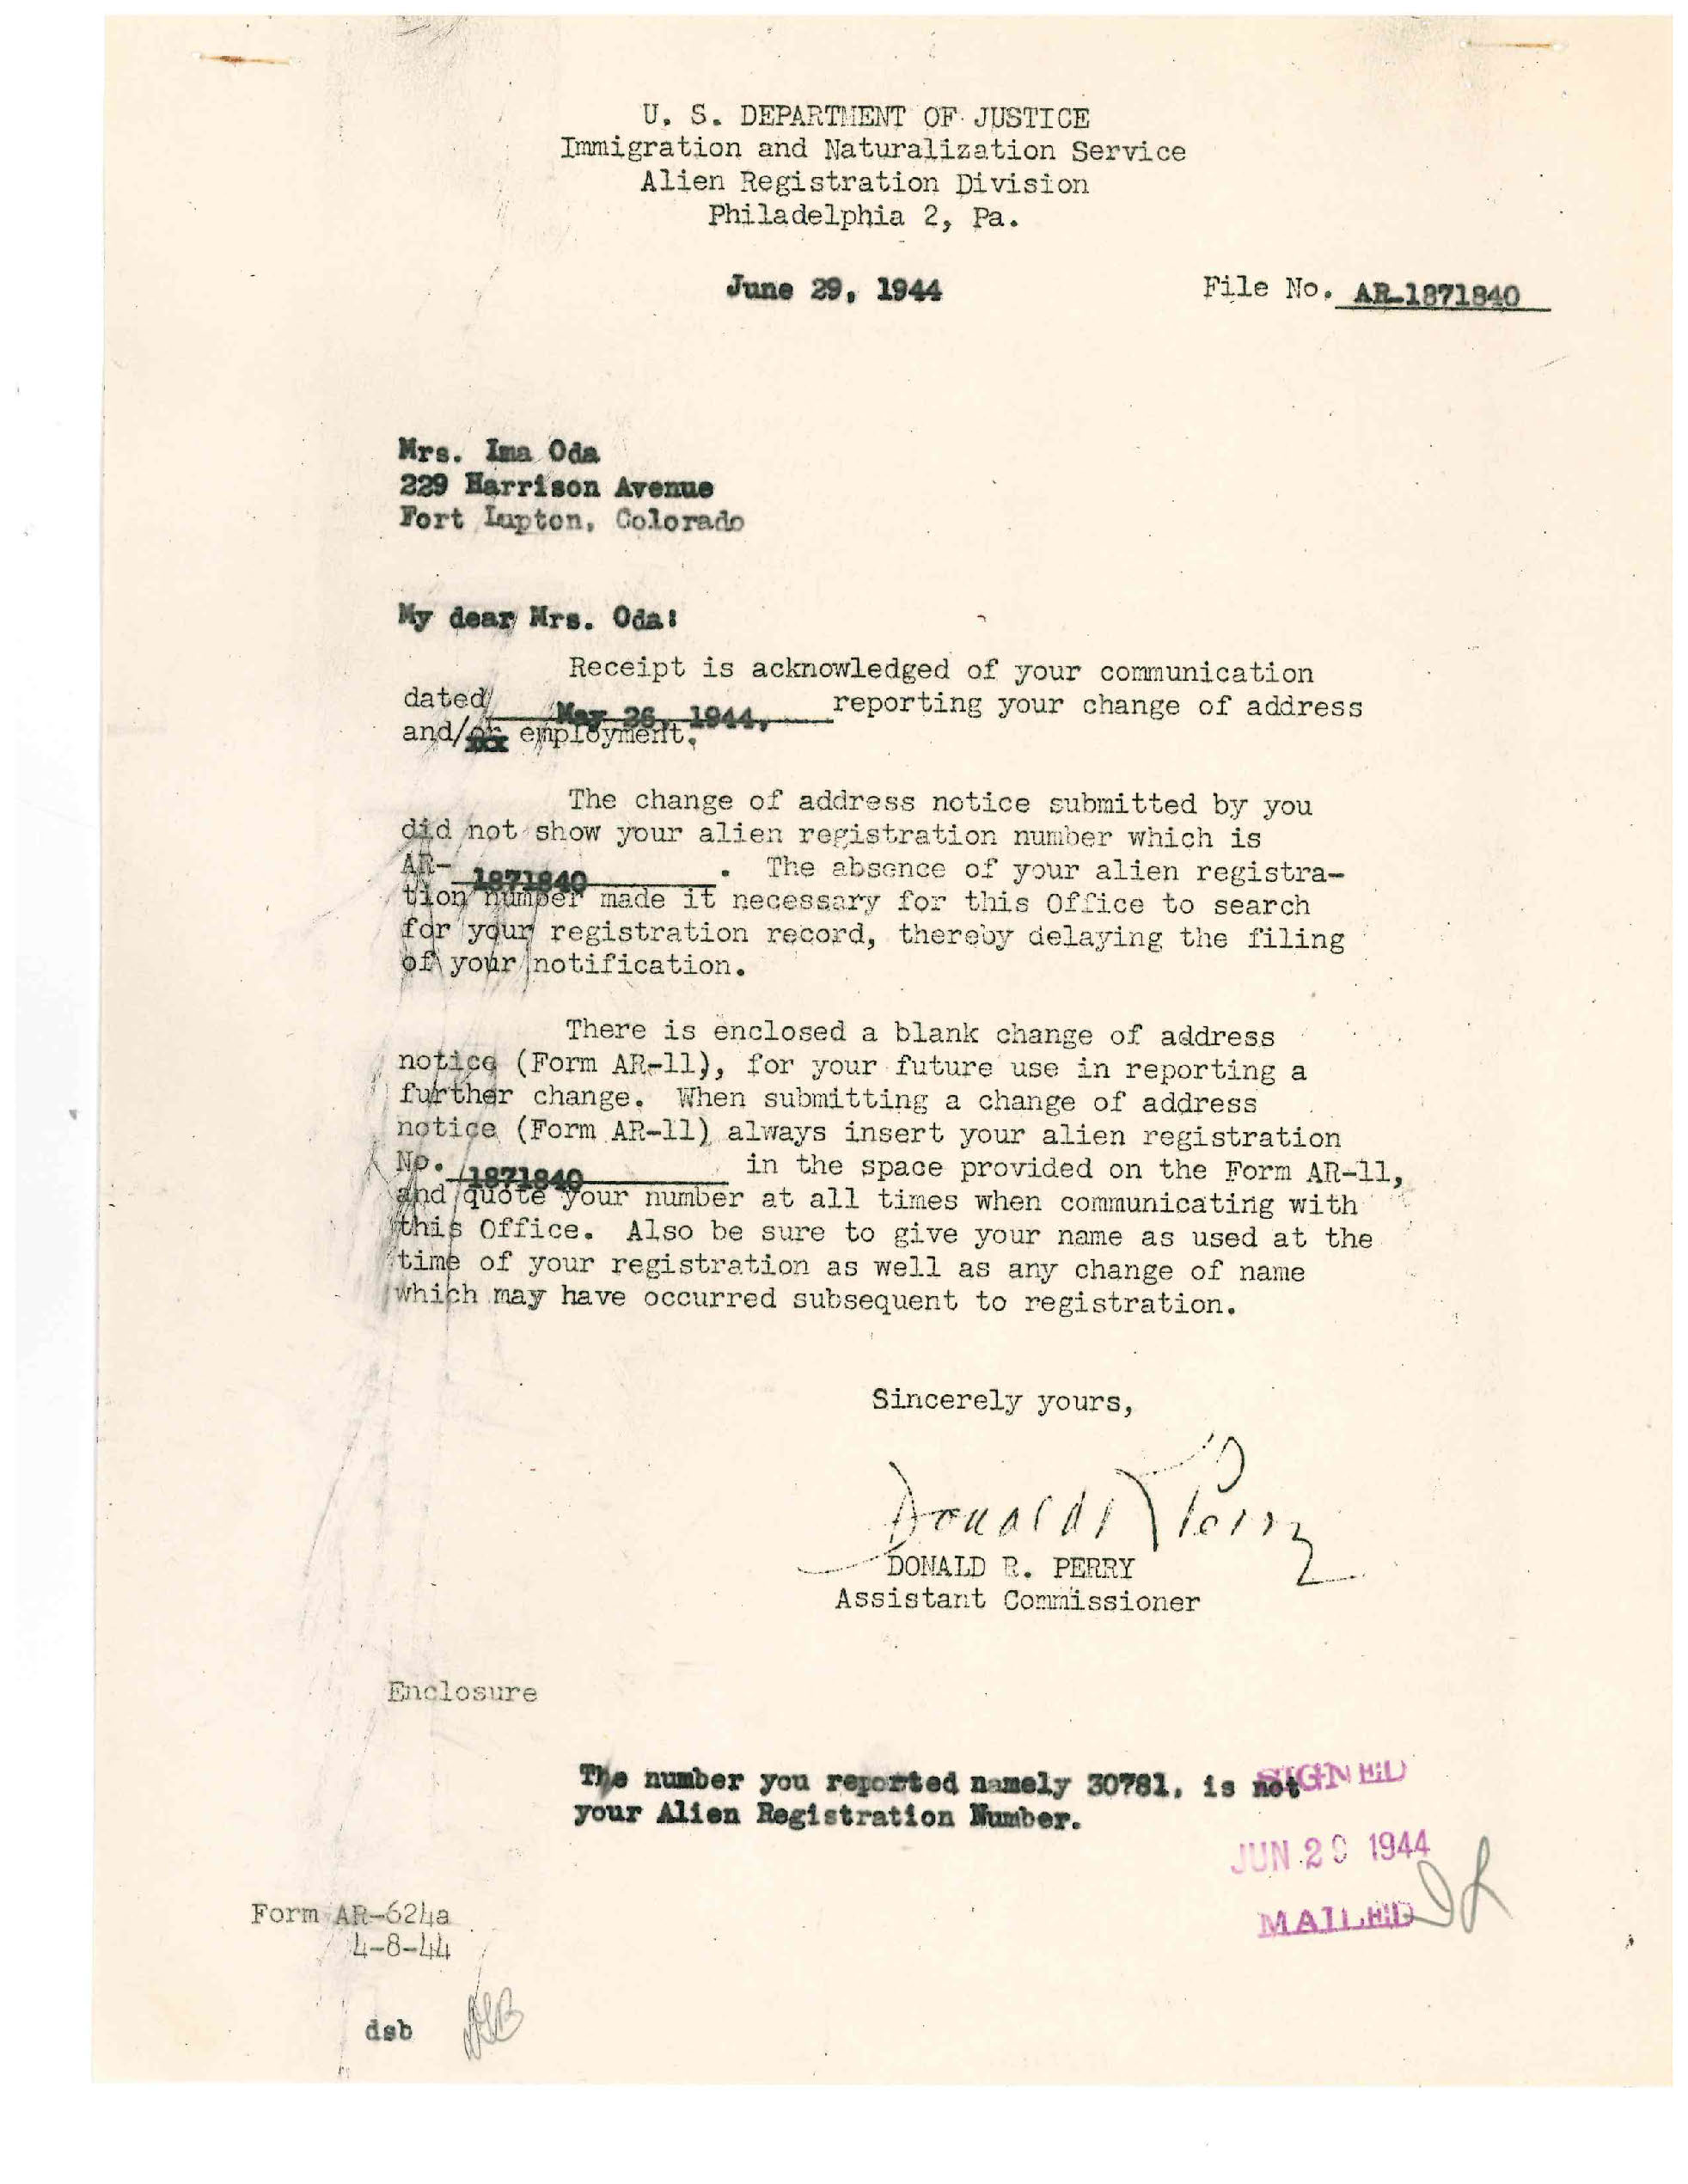 U. S. DEPARTMENT OF JUSTICE
Immigration and Naturalization Service
Alien Registration Division
Philadelphia 2, Pa.
June 29, 1944
File No. AR-1871840
Mrs. Ima Oda
229 Harrison Avenue
Fort Lupton, Colorado
My dear Mrs. Oda:
Receipt is acknowledged of your communication
dated May 26, 1944, reporting your change of address
and/or employment.
The change of address notice submitted by you
did not show your alien registration number which is
AR- 1871840 . The absence of your alien registra-
tion number made it necessary for this Office to search
for your registration record, thereby delaying the filing
of your notification.
There is enclosed a blank change of address
notice (Form AR-11), for your future use in reporting a
further change. When submitting a change of address
notice (Form AR-11) always insert your alien registration
No. 1871840 in the space provided on the Form AR-11,
and quote your number at all times when communicating with
this Office. Also be sure to give your name as used at the
time of your registration as well as any change of name
which may have occurred subsequent to registration.
Sincerely yours,
Donald R Perry
DONALD R. PERRY
Assistant Commissioner
Enclosure
The number you reported namely 30781, is not
your Alien Registration Number.
SIGNED
JUN 29 1944
MAILED
Form AR-624a
4-8-44
dsb